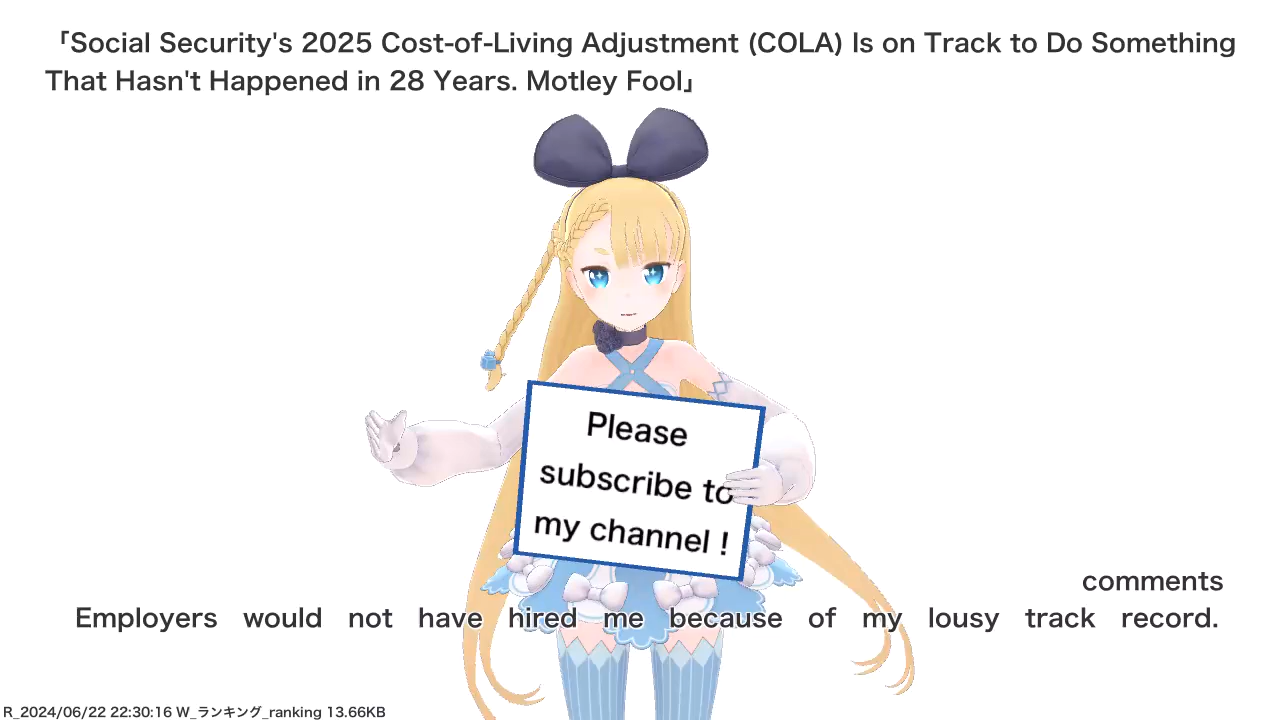 「Social Security's 2025 Cost-of-Living Adjustment (COLA) Is on Track to Do Something
That Hasn't Happened in 28 Years. Motley Fool」
Please
subscribe to
my channel !
comments
Employers would not have hired me because of my lousy track record.
R_2024/06/22 22:30:16 W_ランキング_ranking 13.66KB